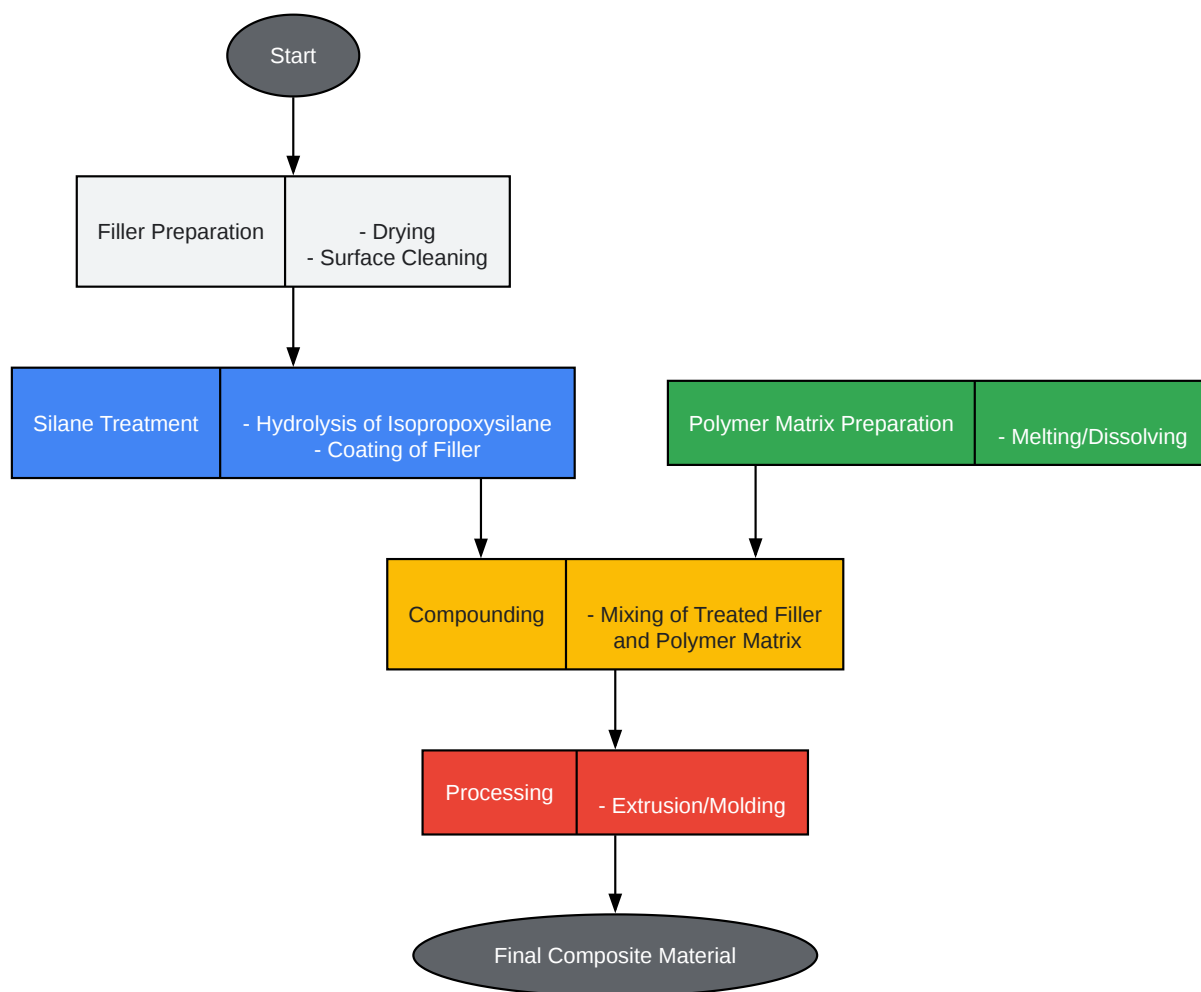 Start
Filler Preparation
- Drying
- Surface Cleaning
Silane Treatment
- Hydrolysis of Isopropoxysilane
- Coating of Filler
Polymer Matrix Preparation
- Melting/Dissolving
Compounding
- Mixing of Treated Filler
and Polymer Matrix
Processing
- Extrusion/Molding
Final Composite Material